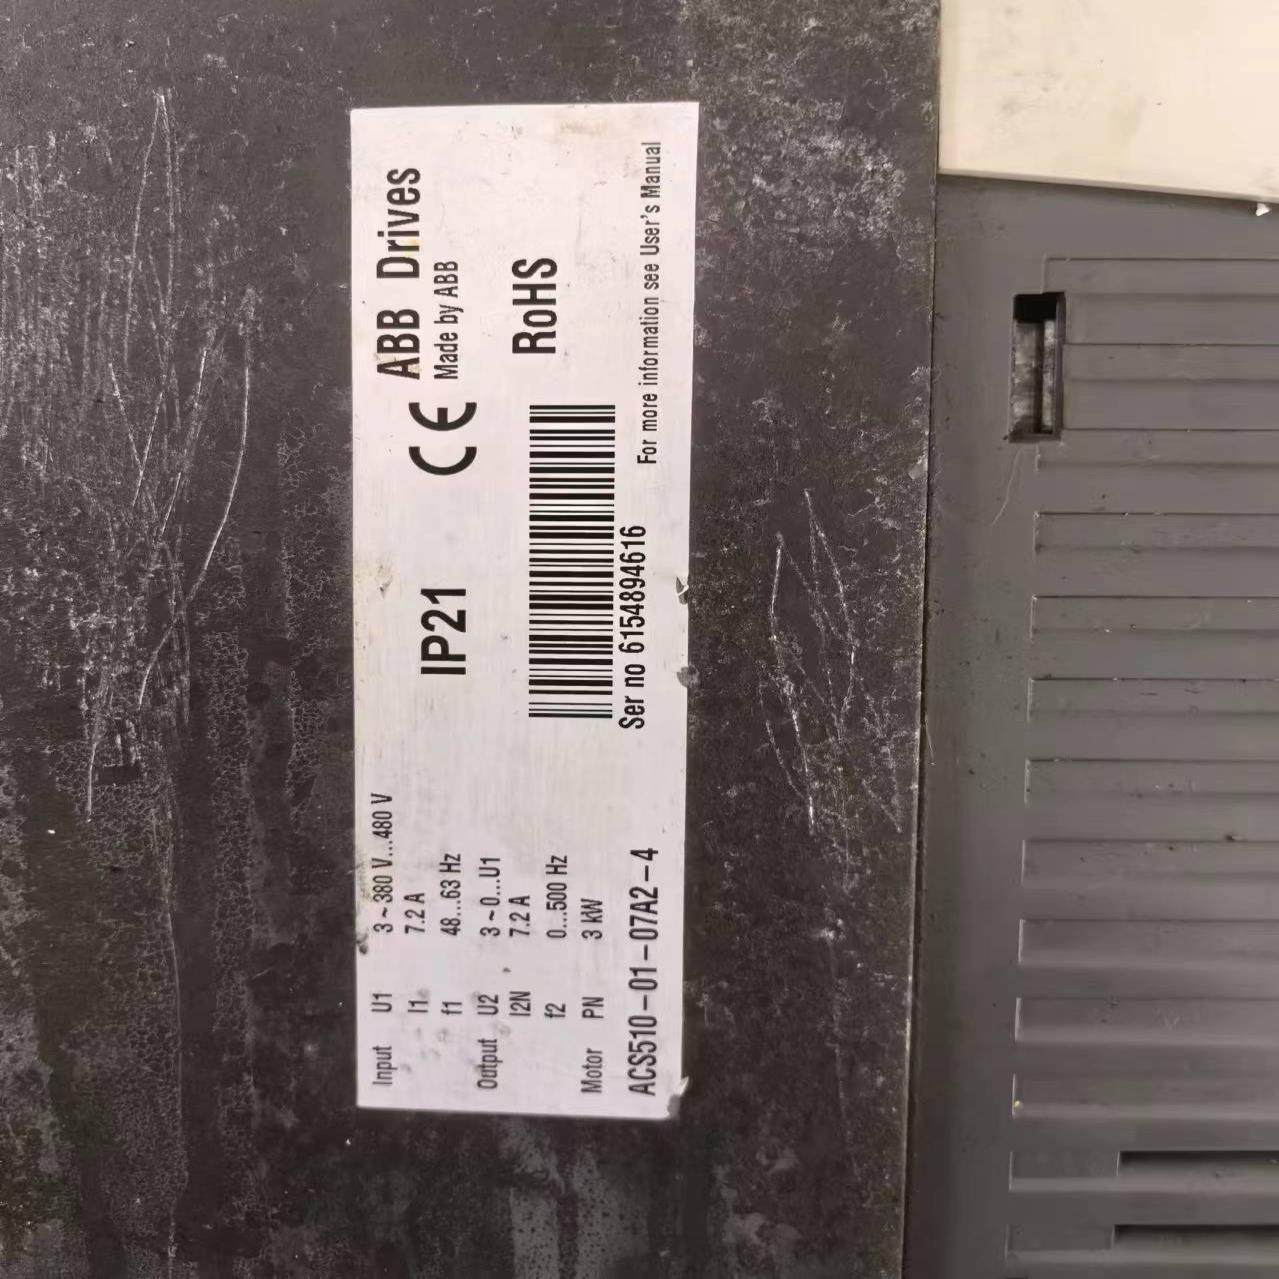 Input U1 3~380 V...480 V
I1 7.2 A
f1 48...63 Hz
Output U2 3~0...U1
I2N 7.2 A
f2 0...500 Hz
Motor PN 3 kW
ACS510-01-07A2-4
IP21
CE
ABB Drives
Made by ABB
RoHS
Ser no 6154894616
For more information see User's Manual